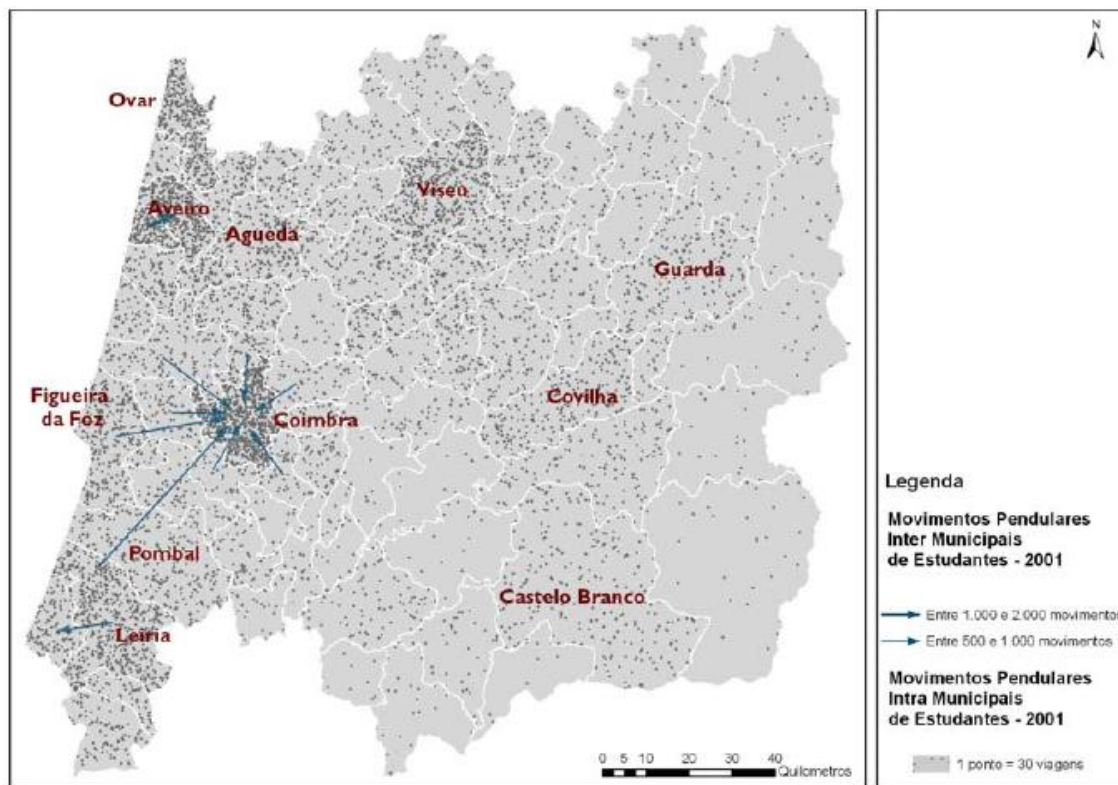 Ovar
Aveiro
Agueda
Viseu
Guarda
Figueira
da Foz
Coimbra
Covilha
Pombal
Leiria
Castelo Branco
0 5 10 20 30 40
Quilometros
N
Legenda
Movimentos Pendulares
Inter Municipais
de Estudantes - 2001
Entre 1.000 e 2.000 movimentos
Entre 500 e 1.000 movimentos
Movimentos Pendulares
Intra Municipais
de Estudantes - 2001
1 ponto = 30 viagens